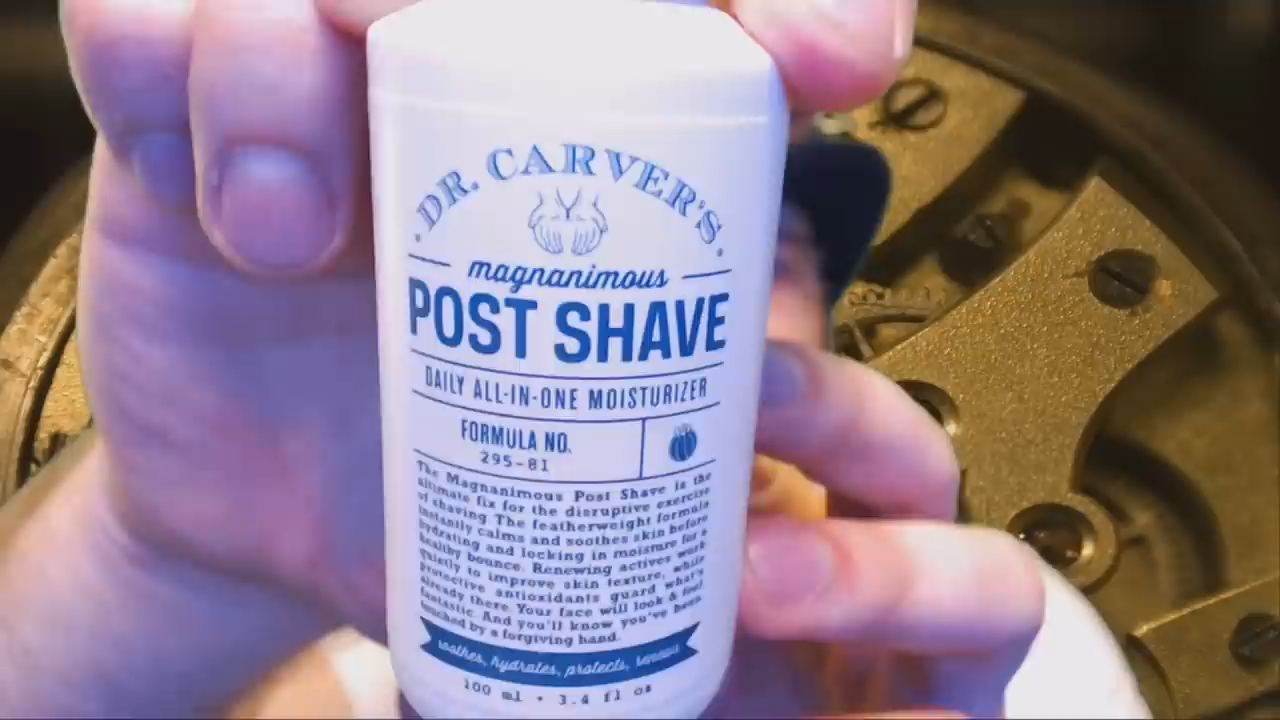 DR. CARVER'S
magnanimous
POST SHAVE
DAILY ALL-IN-ONE MOISTURIZER
FORMULA NO.
295-81
The Magnanimous Post Shave is the
ultimate fix for the disruptive exercise
of shaving The featherweight formula
instantly calms and soothes skin before
hydrating and locking in moisture for a
healthy bounce. Renewing actives work
quietly to improve skin texture, while
protective antioxidants guard what's
already there. Your face will look & feel
fantastic. And you'll know you've been
touched by a forgiving hand.
soothes, hydrates, protects, renews
100 ml • 3.4 fl oz